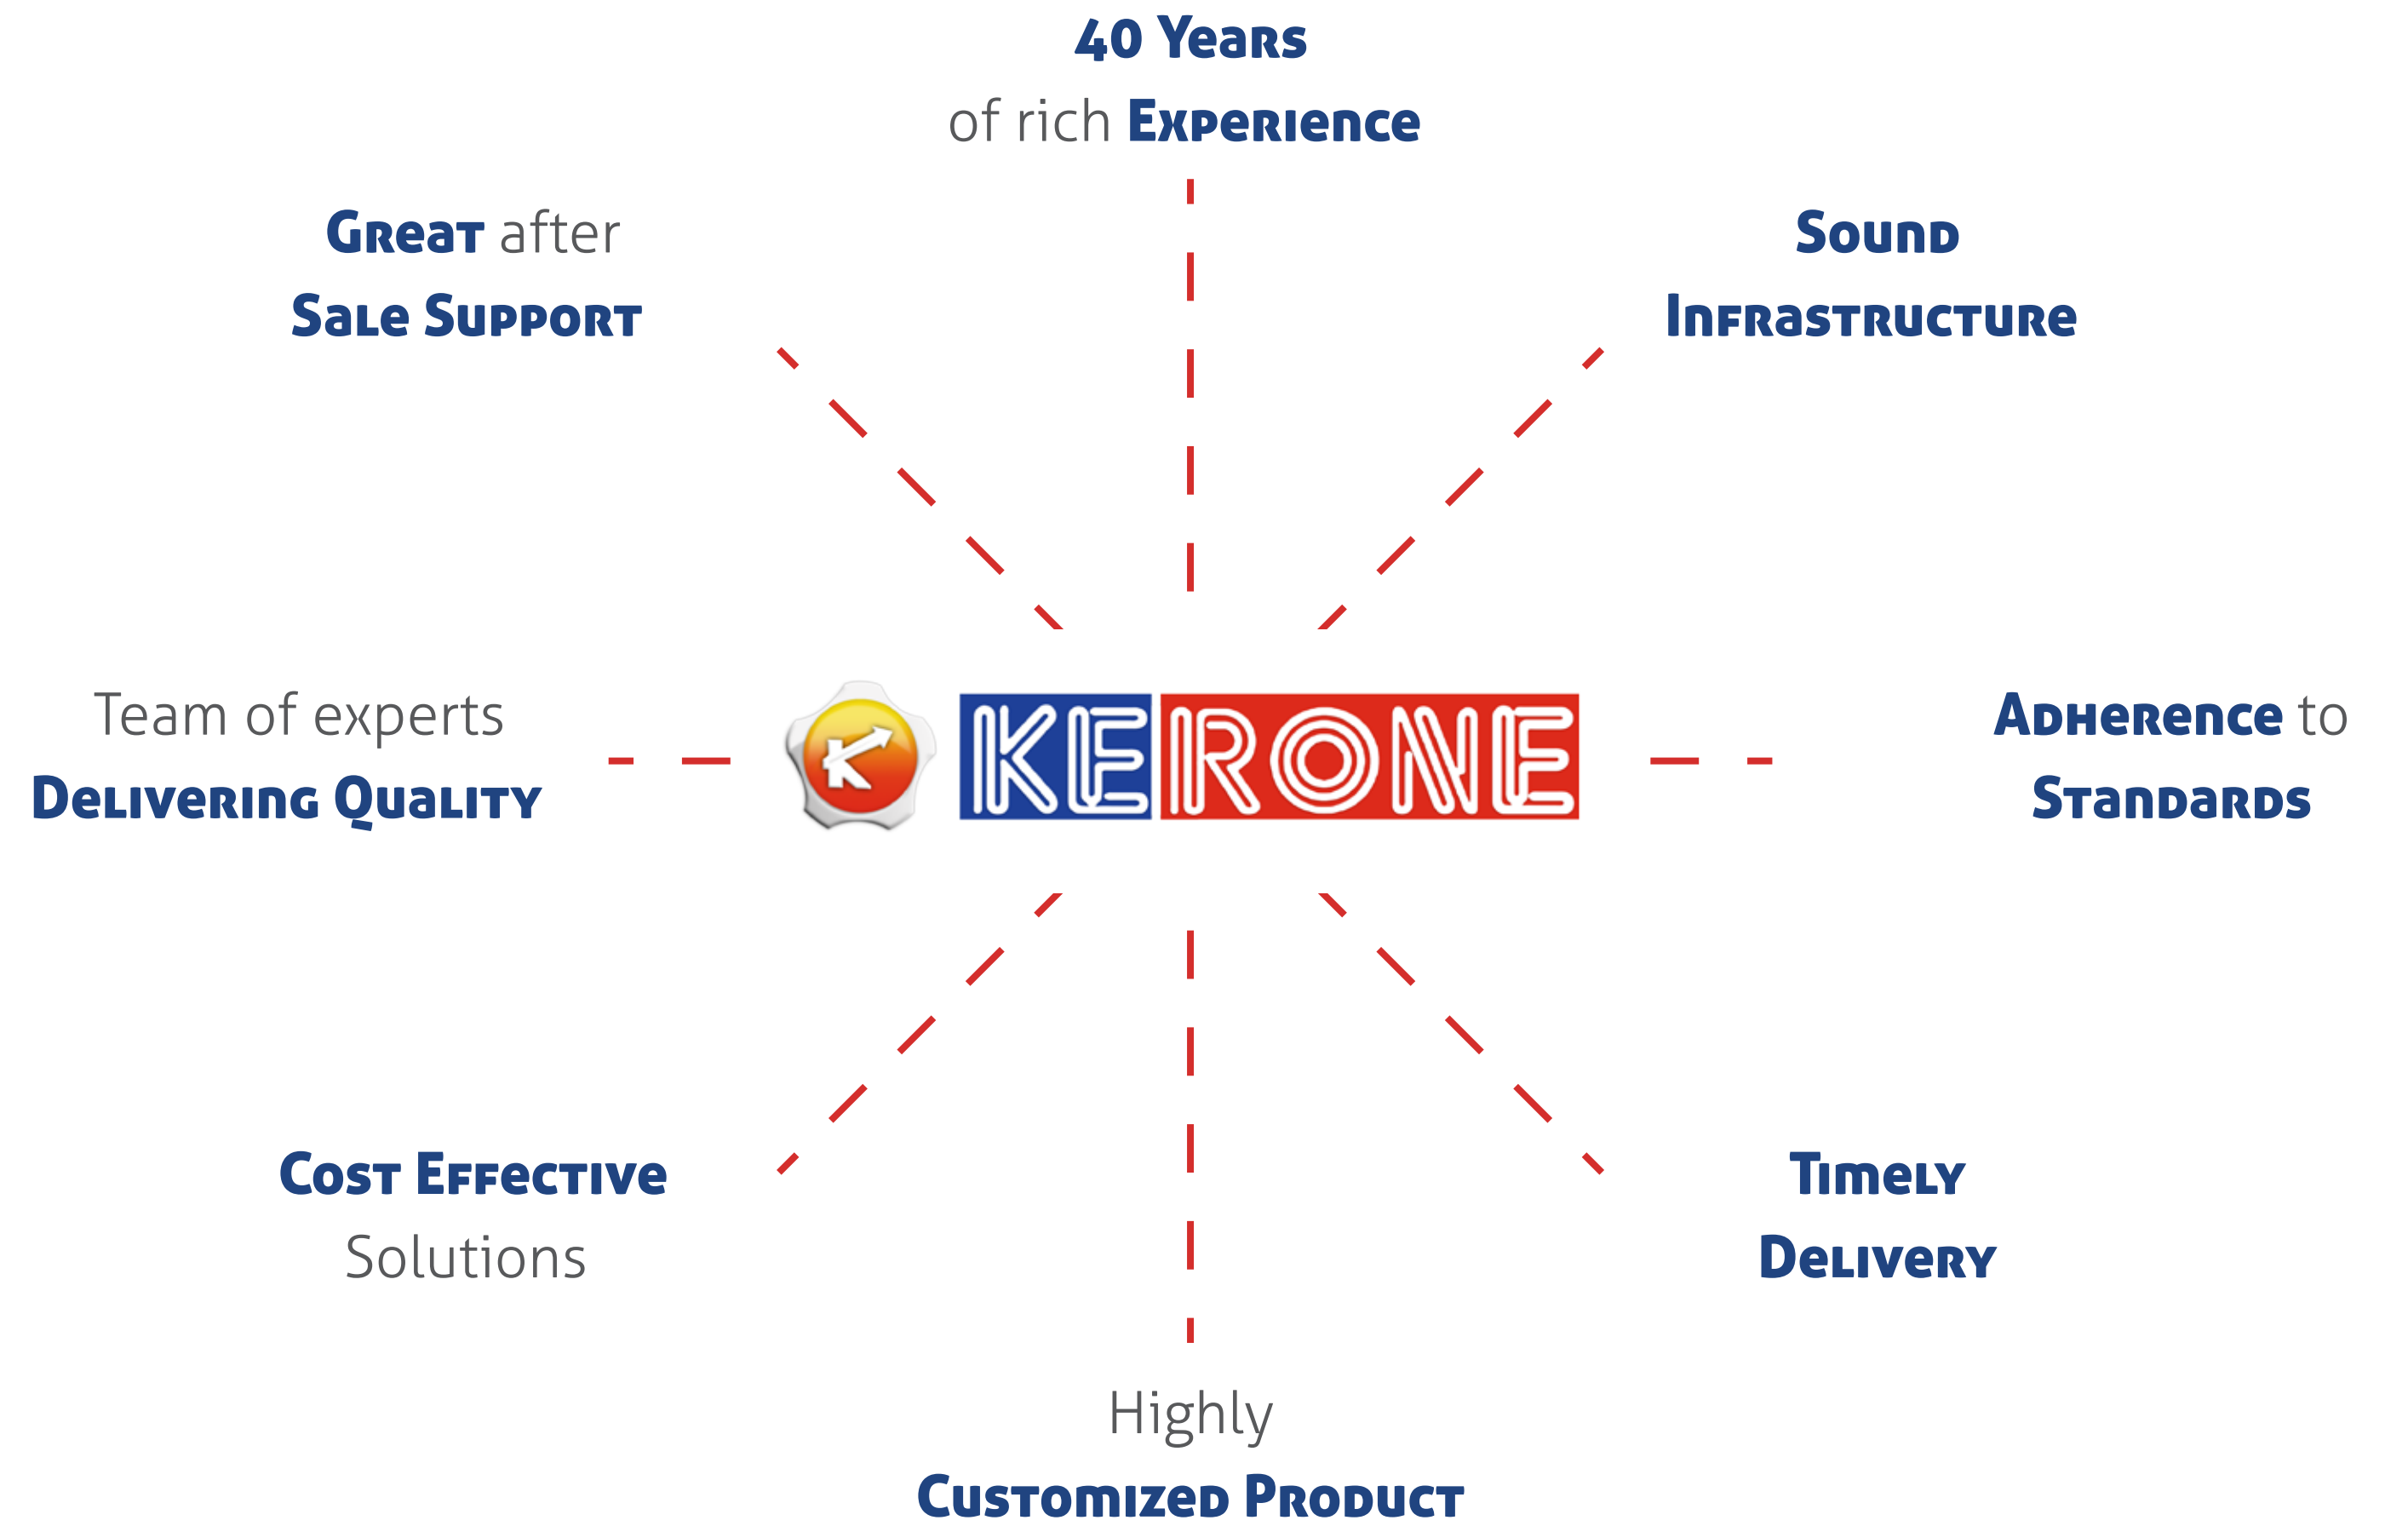 40 Years
of rich Experience
Great after
Sale Support
Sound
Infrastructure
Team of experts
Delivering Quality
K
KERONE
Adherence to
Standards
Cost Effective
Solutions
Timely
Delivery
Highly
Customized Product